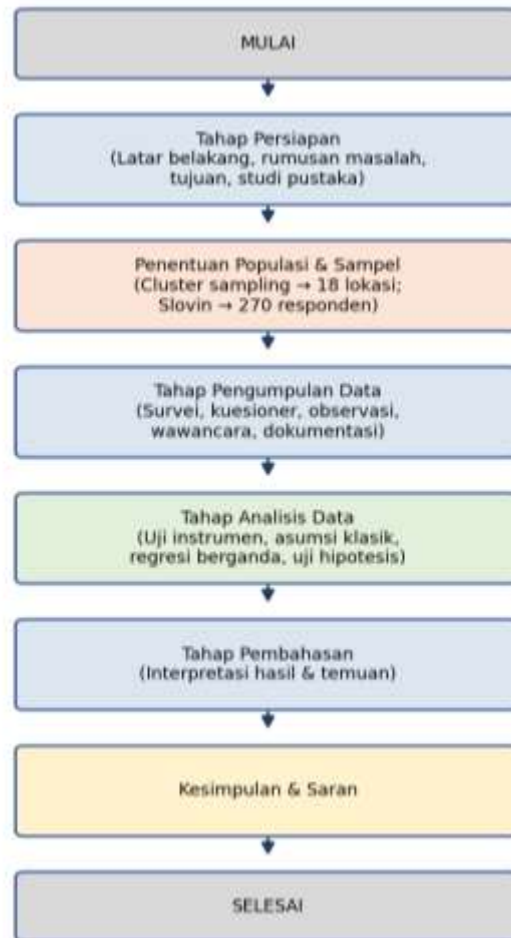 MULAI
Tahap Persiapan
(Latar belakang, rumusan masalah,
tujuan, studi pustaka)
Penentuan Populasi & Sampel
(Cluster sampling → 18 lokasi;
Slovin → 270 responden)
Tahap Pengumpulan Data
(Survei, kuesioner, observasi,
wawancara, dokumentasi)
Tahap Analisis Data
(Uji instrumen, asumsi klasik,
regresi berganda, uji hipotesis)
Tahap Pembahasan
(Interpretasi hasil & temuan)
Kesimpulan & Saran
SELESAI